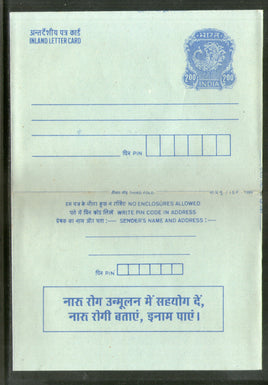 अन्तर्देशीय पत्र कार्ड
INLAND LETTER CARD
भारत
200 200
INDIA
पिन PIN
तीसरा मोड़ THIRD FOLD
इस पत्र के भीतर कुछ न रखिये NO ENCLOSURES ALLOWED
पते में पिन कोड लिखें WRITE PIN CODE IN ADDRESS
प्रेषक का नाम और पता :— SENDER'S NAME AND ADDRESS :—
पिन PIN
नारू रोग उन्मूलन में सहयोग दें,
नारू रोगी बताएं, इनाम पाएं।